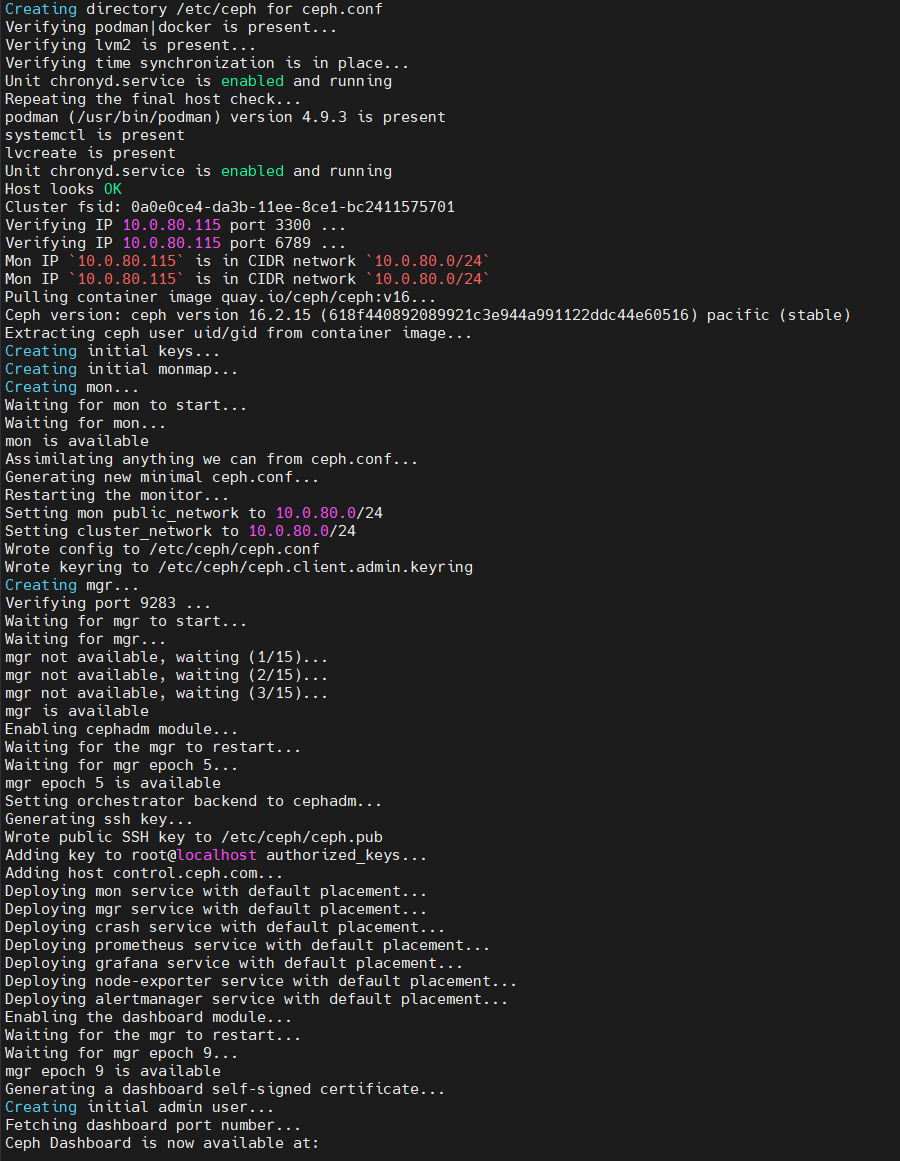 Creating directory /etc/ceph for ceph.conf
Verifying podman|docker is present...
Verifying lvm2 is present...
Verifying time synchronization is in place...
Unit chronyd.service is enabled and running
Repeating the final host check...
podman (/usr/bin/podman) version 4.9.3 is present
systemctl is present
lvcreate is present
Unit chronyd.service is enabled and running
Host looks OK
Cluster fsid: 0a0e0ce4-da3b-11ee-8ce1-bc2411575701
Verifying IP 10.0.80.115 port 3300 ...
Verifying IP 10.0.80.115 port 6789 ...
Mon IP `10.0.80.115` is in CIDR network `10.0.80.0/24`
Mon IP `10.0.80.115` is in CIDR network `10.0.80.0/24`
Pulling container image quay.io/ceph/ceph:v16...
Ceph version: ceph version 16.2.15 (618f440892089921c3e944a991122ddc44e60516) pacific (stable)
Extracting ceph user uid/gid from container image...
Creating initial keys...
Creating initial monmap...
Creating mon...
Waiting for mon to start...
Waiting for mon...
mon is available
Assimilating anything we can from ceph.conf...
Generating new minimal ceph.conf...
Restarting the monitor...
Setting mon public_network to 10.0.80.0/24
Setting cluster_network to 10.0.80.0/24
Wrote config to /etc/ceph/ceph.conf
Wrote keyring to /etc/ceph/ceph.client.admin.keyring
Creating mgr...
Verifying port 9283 ...
Waiting for mgr to start...
Waiting for mgr...
mgr not available, waiting (1/15)...
mgr not available, waiting (2/15)...
mgr not available, waiting (3/15)...
mgr is available
Enabling cephadm module...
Waiting for the mgr to restart...
Waiting for mgr epoch 5...
mgr epoch 5 is available
Setting orchestrator backend to cephadm...
Generating ssh key...
Wrote public SSH key to /etc/ceph/ceph.pub
Adding key to root@localhost authorized_keys...
Adding host control.ceph.com...
Deploying mon service with default placement...
Deploying mgr service with default placement...
Deploying crash service with default placement...
Deploying prometheus service with default placement...
Deploying grafana service with default placement...
Deploying node-exporter service with default placement...
Deploying alertmanager service with default placement...
Enabling the dashboard module...
Waiting for the mgr to restart...
Waiting for mgr epoch 9...
mgr epoch 9 is available
Generating a dashboard self-signed certificate...
Creating initial admin user...
Fetching dashboard port number...
Ceph Dashboard is now available at: